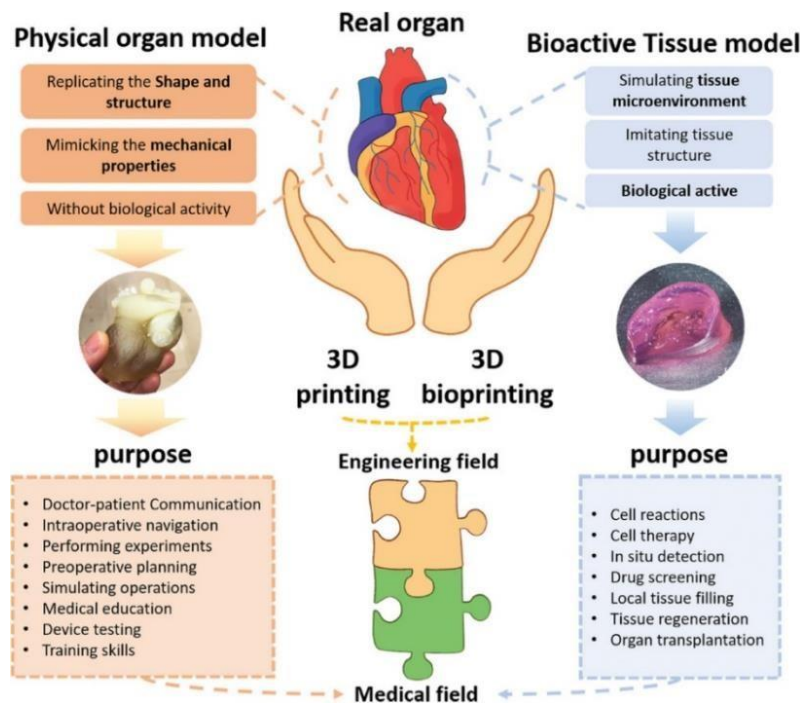 Physical organ model
Replicating the Shape and
structure
Mimicking the mechanical
properties
Without biological activity
Real organ
Bioactive Tissue model
Simulating tissue
microenvironment
Imitating tissue
structure
Biological active
3D
printing
3D
bioprinting
Engineering field
Medical field
purpose
• Doctor-patient Communication
• Intraoperative navigation
• Performing experiments
• Preoperative planning
• Simulating operations
• Medical education
• Device testing
• Training skills
purpose
• Cell reactions
• Cell therapy
• In situ detection
• Drug screening
• Local tissue filling
• Tissue regeneration
• Organ transplantation